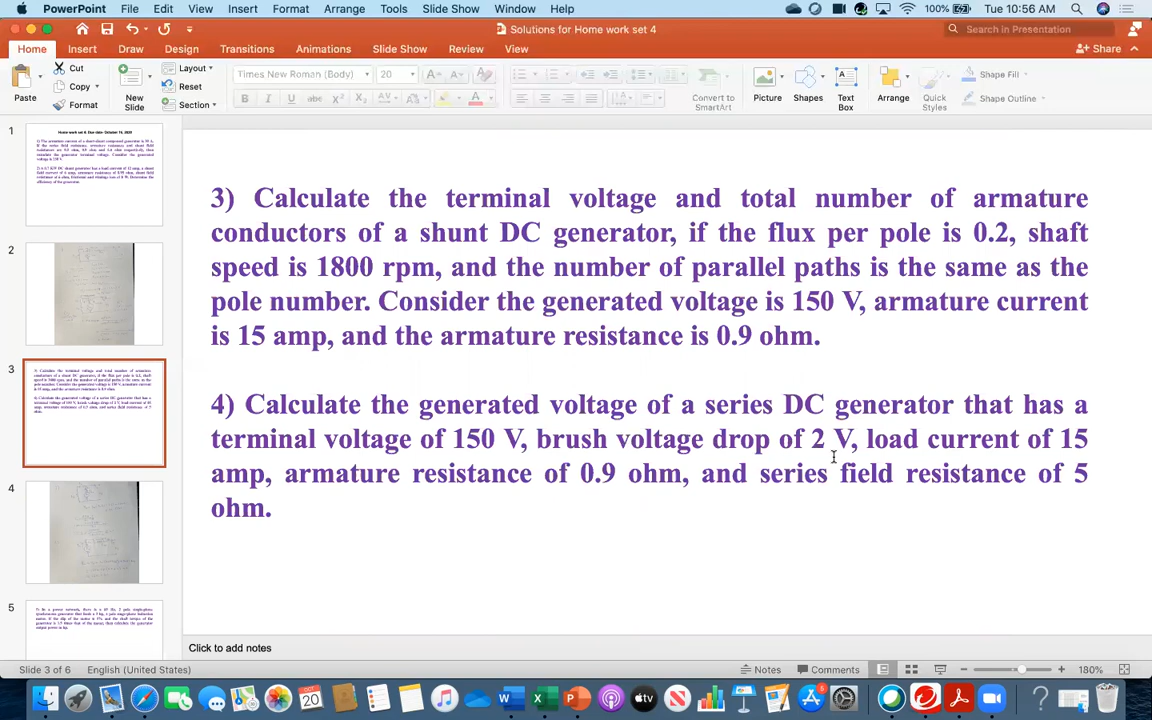 PowerPoint File Edit View Insert Format Arrange Tools Slide Show Window Help 100% Tue 10:56 AM
Solutions for Home work set 4
Search in Presentation
Home Insert Draw Design Transitions Animations Slide Show Review View Share
Paste
Cut
Copy
Format
New Slide
Layout
Reset
Section
Times New Roman (Body) 20
Convert to SmartArt
Picture
Shapes
Text Box
Arrange
Quick Styles
Shape Fill
Shape Outline
1
2
3
4
5
3) Calculate the terminal voltage and total number of armature
conductors of a shunt DC generator, if the flux per pole is 0.2, shaft
speed is 1800 rpm, and the number of parallel paths is the same as the
pole number. Consider the generated voltage is 150 V, armature current
is 15 amp, and the armature resistance is 0.9 ohm.
4) Calculate the generated voltage of a series DC generator that has a
terminal voltage of 150 V, brush voltage drop of 2 V, load current of 15
amp, armature resistance of 0.9 ohm, and series field resistance of 5
ohm.
Click to add notes
Slide 3 of 6 English (United States) Notes Comments 180%